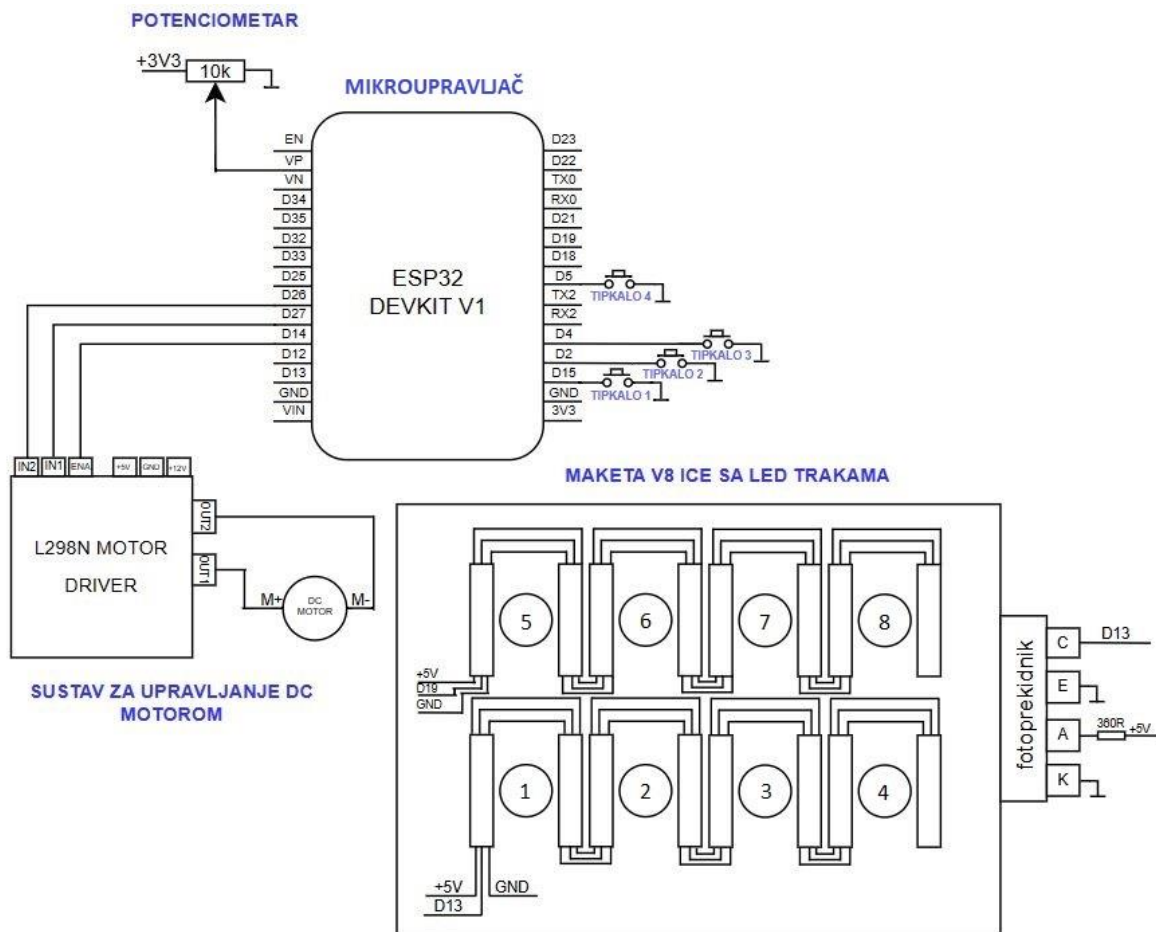 POTENCIOMETAR
+3V3
10k
MIKROUPRAVLJAČ
EN
VP
VN
D34
D35
D32
D33
D25
D26
D27
D14
D12
D13
GND
VIN
ESP32
DEVKIT V1
D23
D22
TX0
RX0
D21
D19
D18
D5
TX2
RX2
D4
D2
D15
GND
3V3
TIPKALO 4
TIPKALO 3
TIPKALO 2
TIPKALO 1
IN2
IN1
ENA
+5V
GND
+12V
L298N MOTOR
DRIVER
OUT2
OUT1
M+
DC
MOTOR
M-
SUSTAV ZA UPRAVLJANJE DC
MOTOROM
MAKETA V8 ICE SA LED TRAKAMA
5
6
7
8
+5V
D19
GND
1
2
3
4
+5V
GND
D13
fotoprekidnik
C
D13
E
A
360R
+5V
K